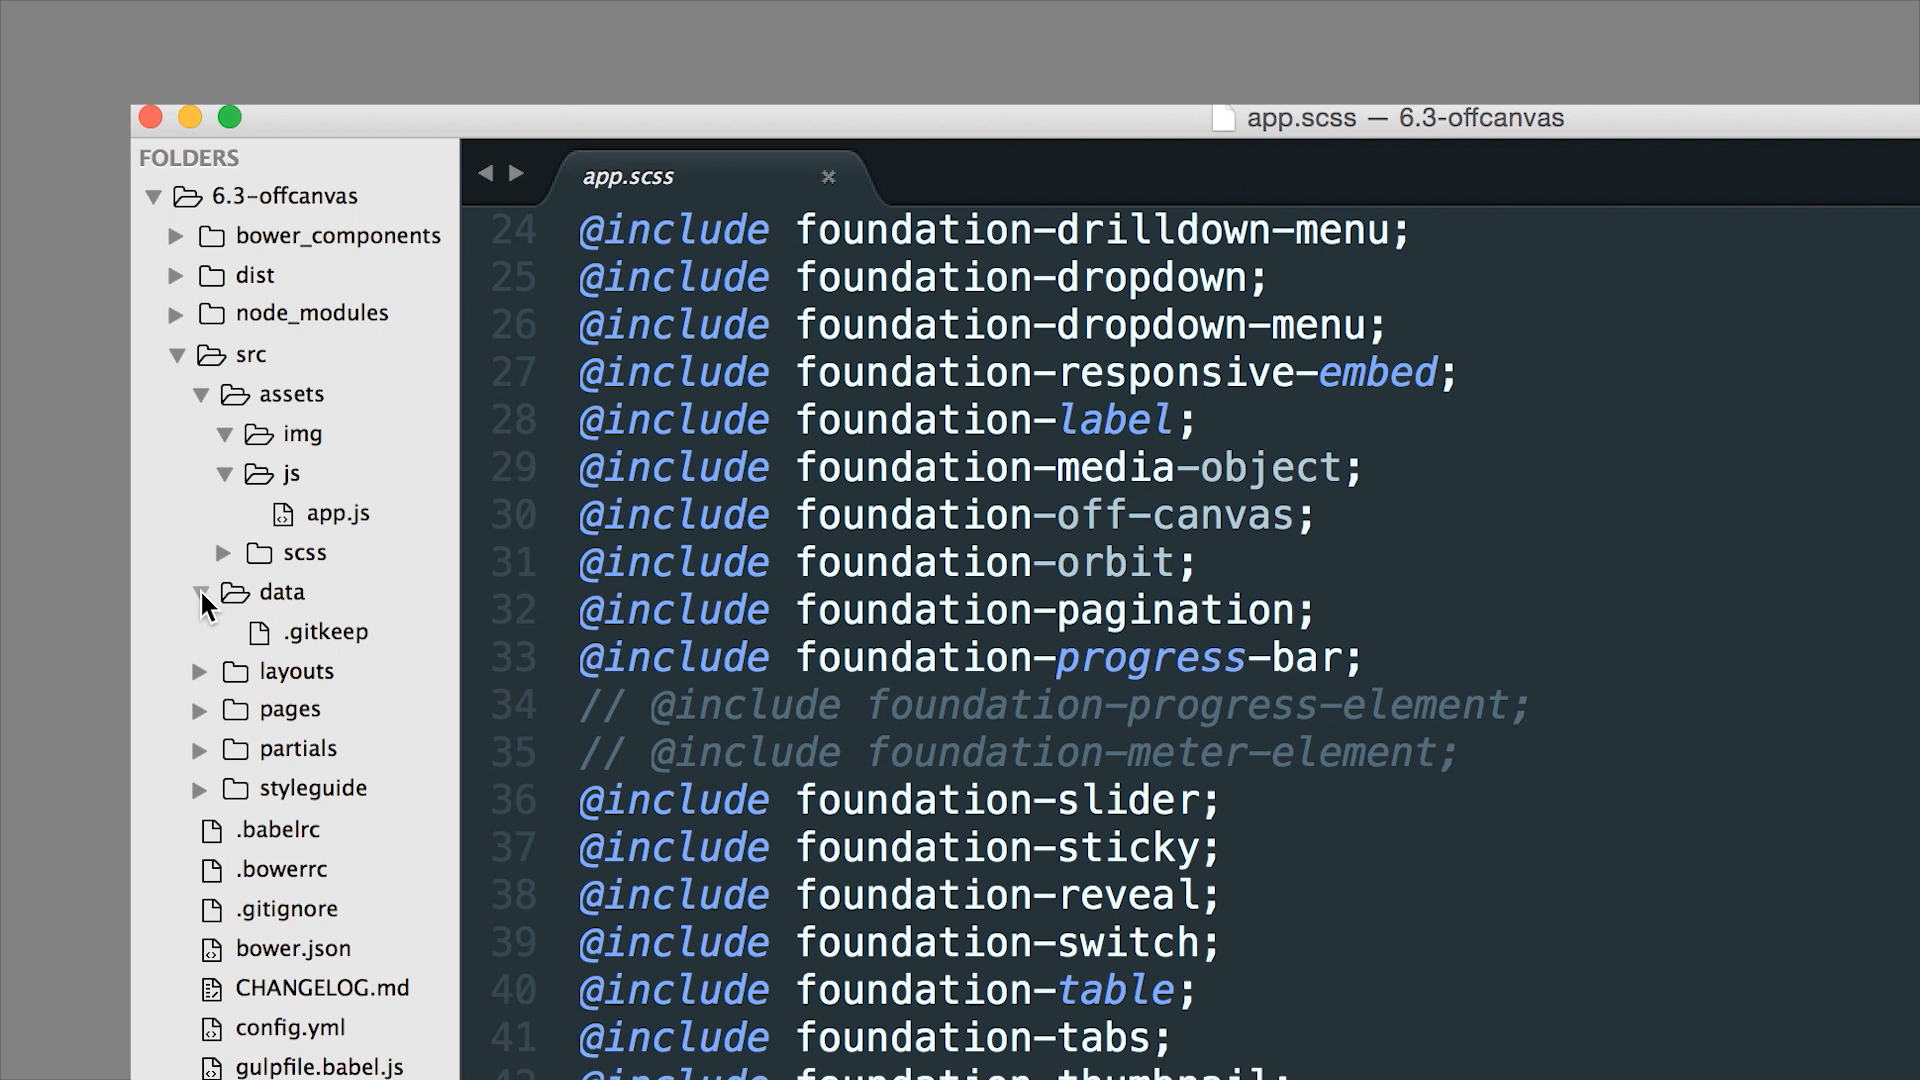 app.scss — 6.3-offcanvas
FOLDERS
6.3-offcanvas
bower_components
dist
node_modules
src
assets
img
js
app.js
scss
data
.gitkeep
layouts
pages
partials
styleguide
.babelrc
.bowerrc
.gitignore
bower.json
CHANGELOG.md
config.yml
gulpfile.babel.js
app.scss
24 @include foundation-drilldown-menu;
25 @include foundation-dropdown;
26 @include foundation-dropdown-menu;
27 @include foundation-responsive-embed;
28 @include foundation-label;
29 @include foundation-media-object;
30 @include foundation-off-canvas;
31 @include foundation-orbit;
32 @include foundation-pagination;
33 @include foundation-progress-bar;
34 // @include foundation-progress-element;
35 // @include foundation-meter-element;
36 @include foundation-slider;
37 @include foundation-sticky;
38 @include foundation-reveal;
39 @include foundation-switch;
40 @include foundation-table;
41 @include foundation-tabs;
42 @include foundation-thumbnail;